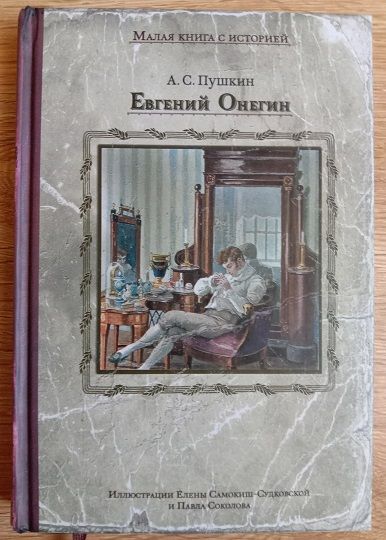 Малая книга с историей
А. С. Пушкин
Евгений Онегин
Иллюстрации Елены Самокиш-Судковской
и Павла Соколова